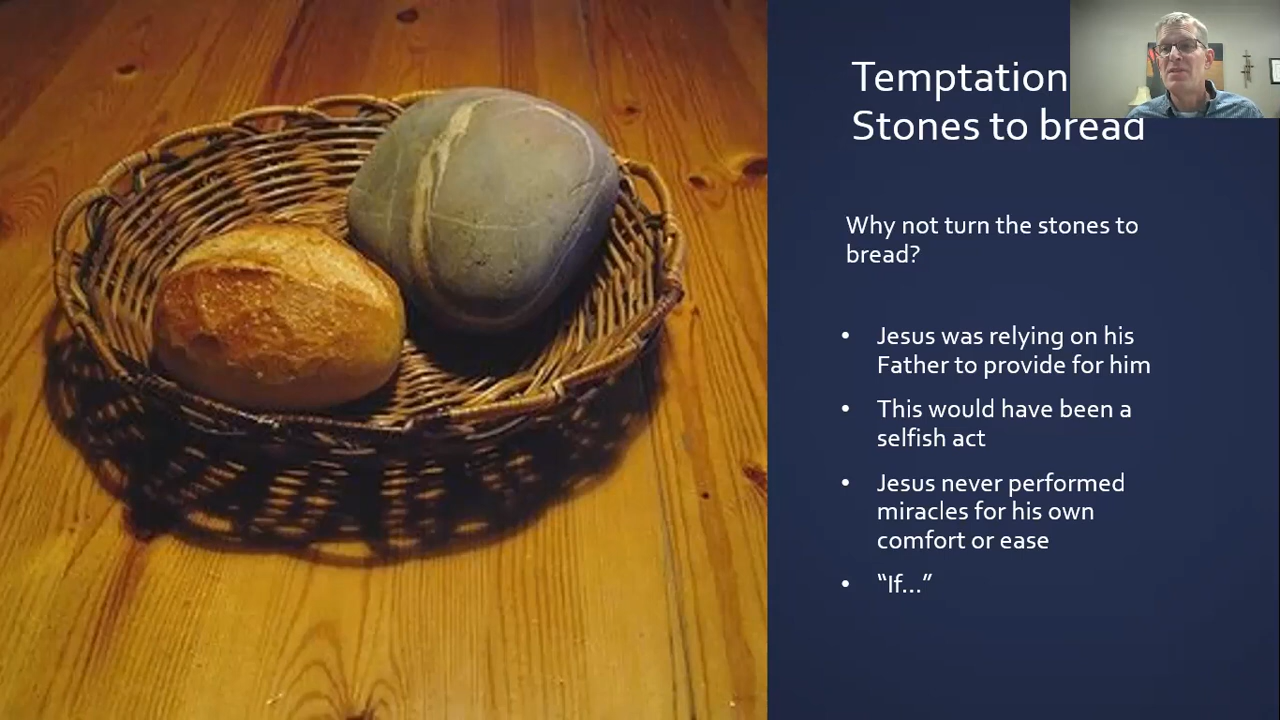 Temptation
Stones to bread
Why not turn the stones to
bread?
• Jesus was relying on his
Father to provide for him
• This would have been a
selfish act
• Jesus never performed
miracles for his own
comfort or ease
• “If…”